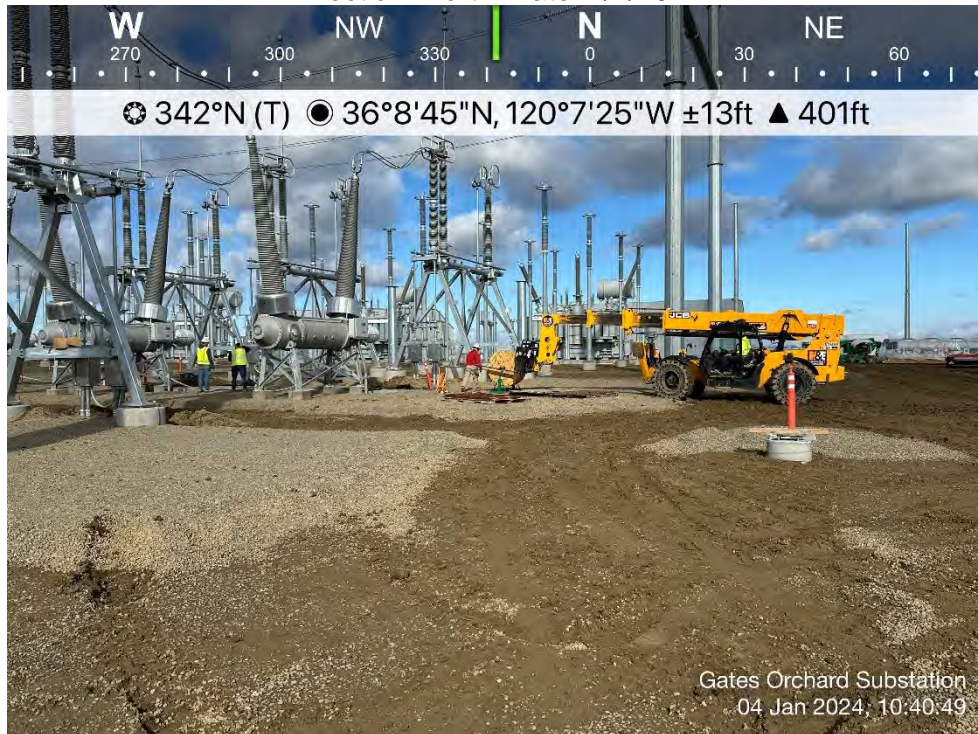 W NW N NE
270 300 330 0 30 60
342°N (T) 36°8'45"N, 120°7'25"W ±13ft ▲ 401ft
JCB
Gates Orchard Substation
04 Jan 2024, 10:40:49